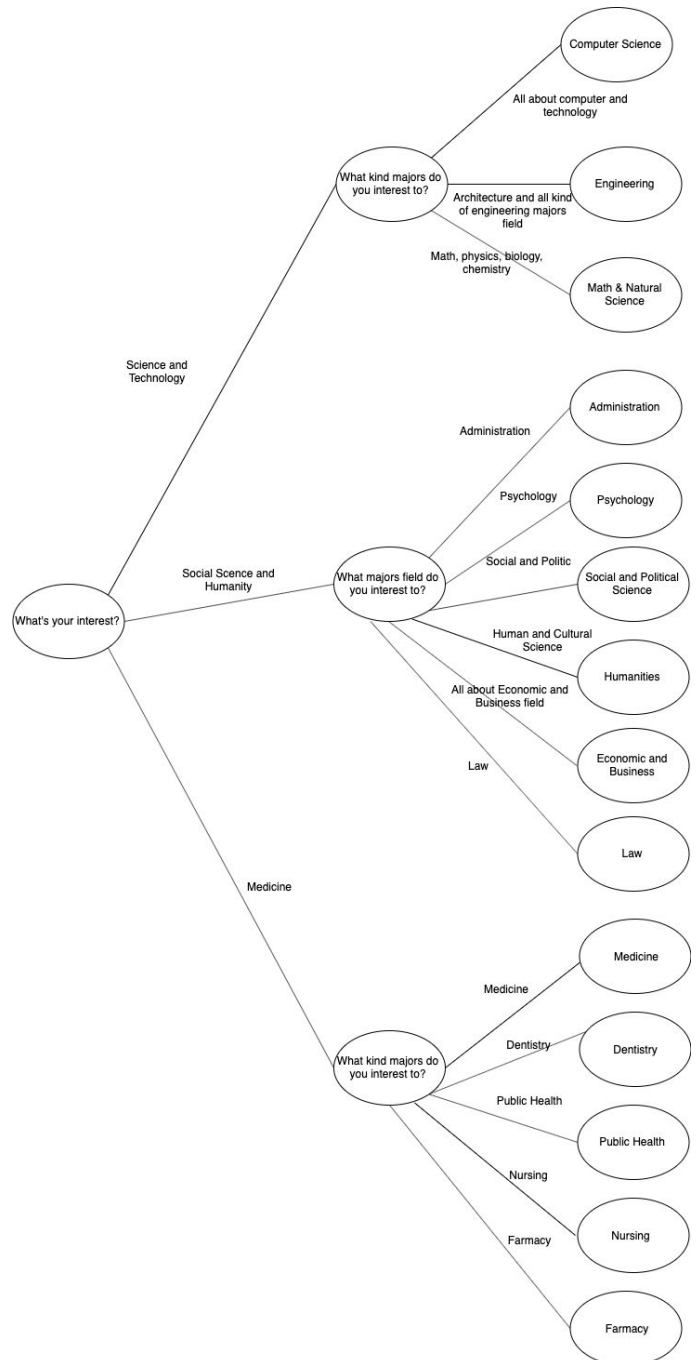 Computer Science
All about computer and
technology
What kind majors do
you interest to?
Engineering
Architecture and all kind
of engineering majors
field
Math, physics, biology,
chemistry
Math & Natural
Science
Science and
Technology
Administration
Administration
Psychology
Psychology
Social and Politic
Social Scence and
Humanity
What majors field do
you interest to?
Social and Political
Science
What's your interest?
Human and Cultural
Science
Humanities
All about Economic and
Business field
Economic and
Business
Law
Law
Medicine
Medicine
Medicine
What kind majors do
you interest to?
Dentistry
Dentistry
Public Health
Public Health
Nursing
Nursing
Farmacy
Farmacy